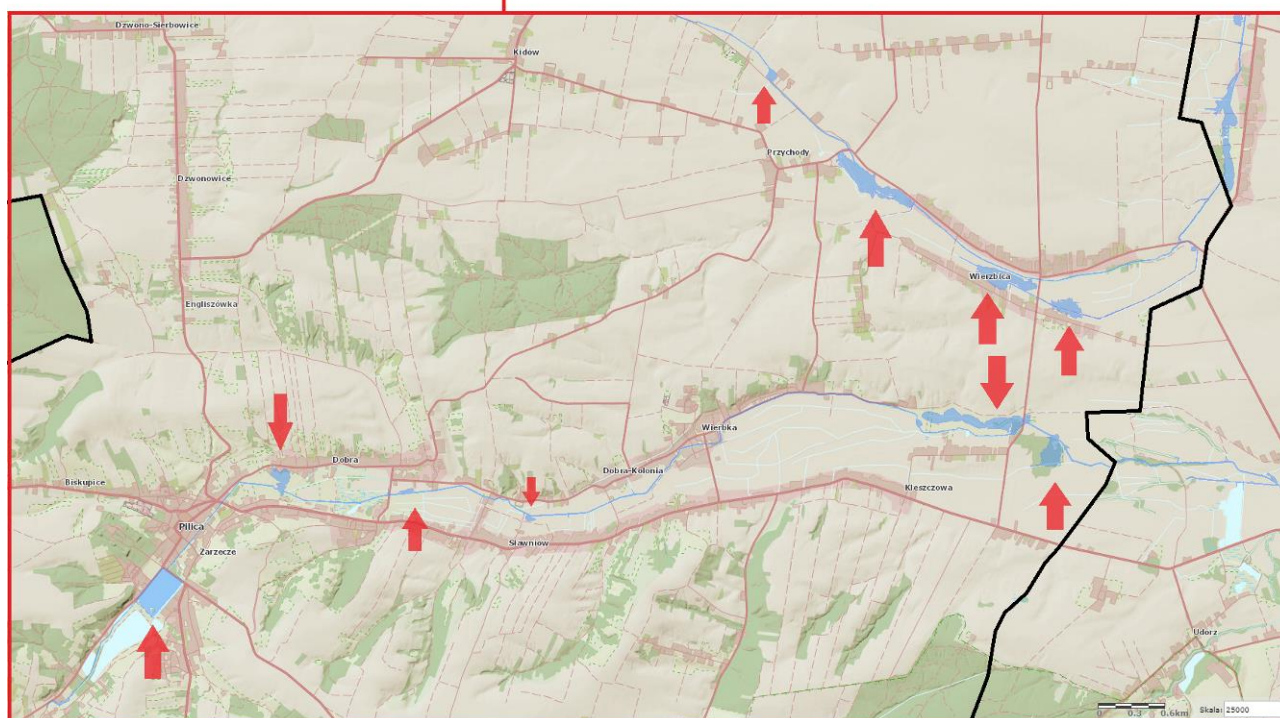 Dzwono-Sierbowice
Kidów
Przychody
Dzwonowice
Wierzbica
Engliszówka
Wierbka
Dobra
Dobra-Kolonia
Biskupice
Kleszczowa
Pilica
Sławniów
Zarzecze
Udorz
0 0.3 0.6km
Skala: 25000